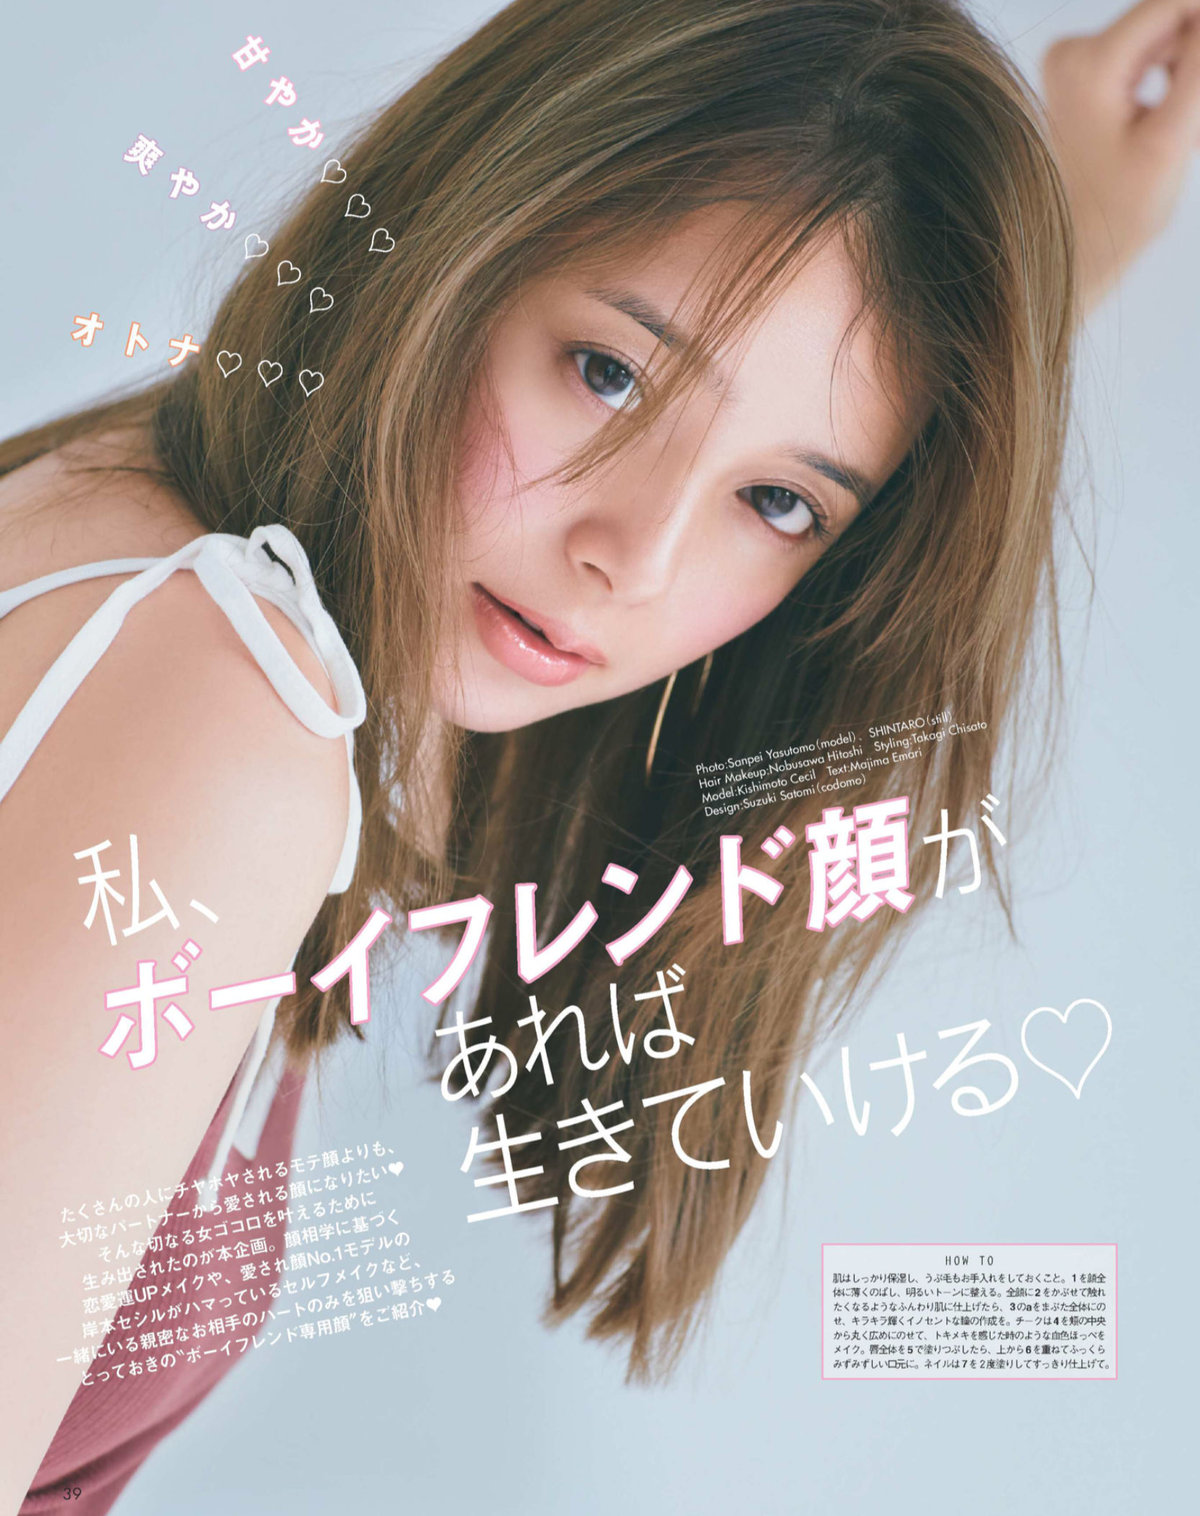 甘やか♡♡♡
爽やか♡♡♡
オトナ♡♡♡
Photo:Sanpei Yasutomo(model)、SHINTARO(still)
Hair Makeup:Nobusawa Hitoshi Styling:Takagi Chisato
Model:Kishimoto Cecil Text:Majima Emari
Design:Suzuki Satomi(codomo)
私、
ボーイフレンド顔が
あれば
生きていける♡
たくさんの人にチヤホヤされるモテ顔よりも、
大切なパートナーから愛される顔になりたい♥
そんな切なる女ゴコロを叶えるために
生み出されたのが本企画。顔相学に基づく
恋愛運UPメイクや、愛され顔No.1モデルの
岸本セシルがハマっているセルフメイクなど、
一緒にいる親密なお相手のハートのみを狙い撃ちする
とっておきの“ボーイフレンド専用顔”をご紹介♥
HOW TO
肌はしっかり保湿し、うぶ毛もお手入れをしておくこと。1を顔全
体に薄くのばし、明るいトーンに整える。全顔に2をかぶせて触れ
たくなるようなふんわり肌に仕上げたら、3のaをまぶた全体にの
せ、キラキラ輝くイノセントな瞳の作成を。チークは4を頬の中央
から丸く広めにのせて、トキメキを感じた時のような血色ほっぺを
メイク。唇全体を5で塗りつぶしたら、上から6を重ねてふっくら
みずみずしい口元に。ネイルは7を2度塗りしてすっきり仕上げて。
39